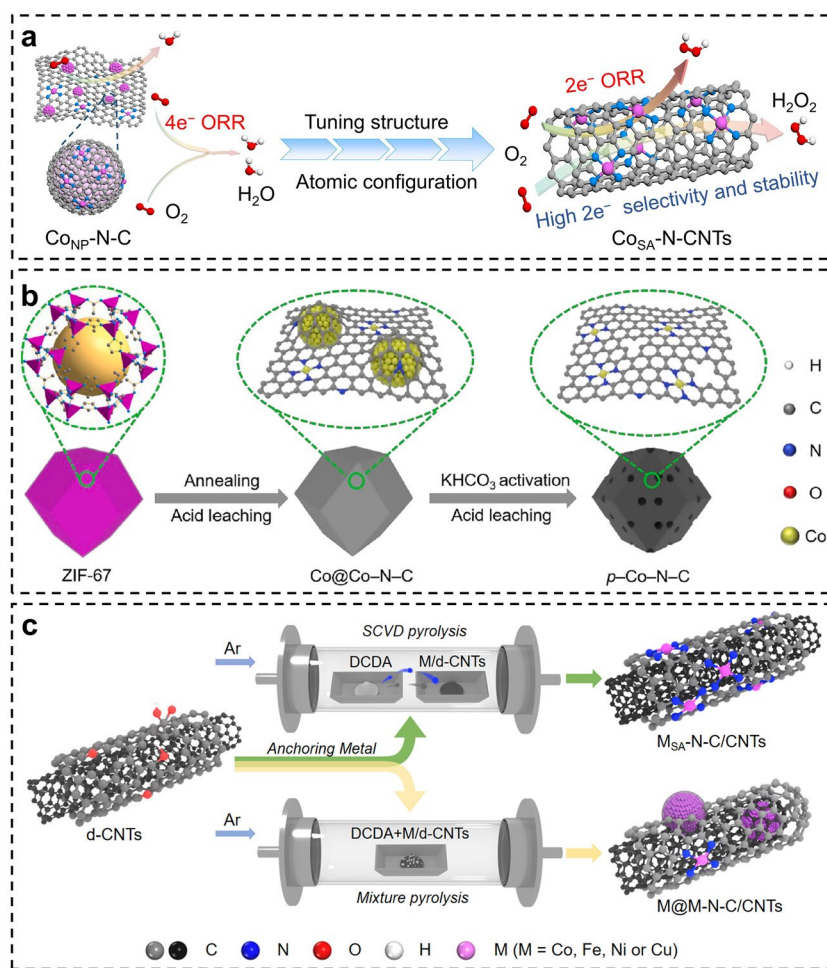 a
4e⁻ ORR
O₂
H₂O
Co_NP-N-C
Tuning structure
Atomic configuration
2e⁻ ORR
O₂
H₂O₂
High 2e⁻ selectivity and stability
Co_SA-N-CNTs
b
ZIF-67
Annealing
Acid leaching
Co@Co–N–C
KHCO₃ activation
Acid leaching
p–Co–N–C
H
C
N
O
Co
c
d-CNTs
Anchoring Metal
Ar
SCVD pyrolysis
DCDA
M/d-CNTs
M_SA-N-C/CNTs
Ar
DCDA+M/d-CNTs
Mixture pyrolysis
M@M-N-C/CNTs
C N O H M (M = Co, Fe, Ni or Cu)